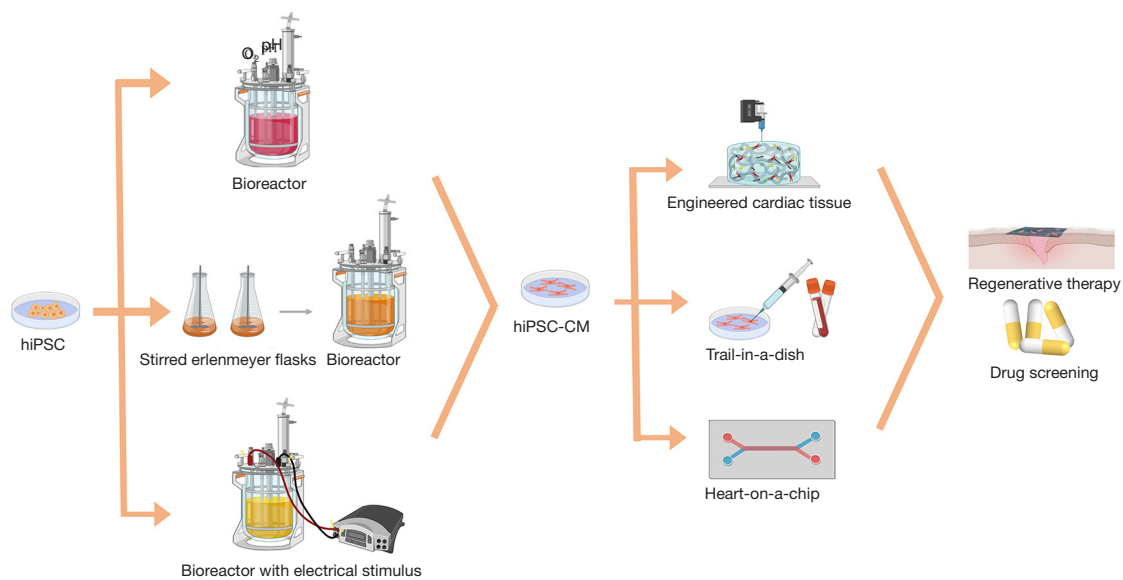 O₂ pH
Bioreactor
hiPSC
Stirred erlenmeyer flasks
Bioreactor
Bioreactor with electrical stimulus
hiPSC-CM
Engineered cardiac tissue
Trail-in-a-dish
Heart-on-a-chip
Regenerative therapy
Drug screening